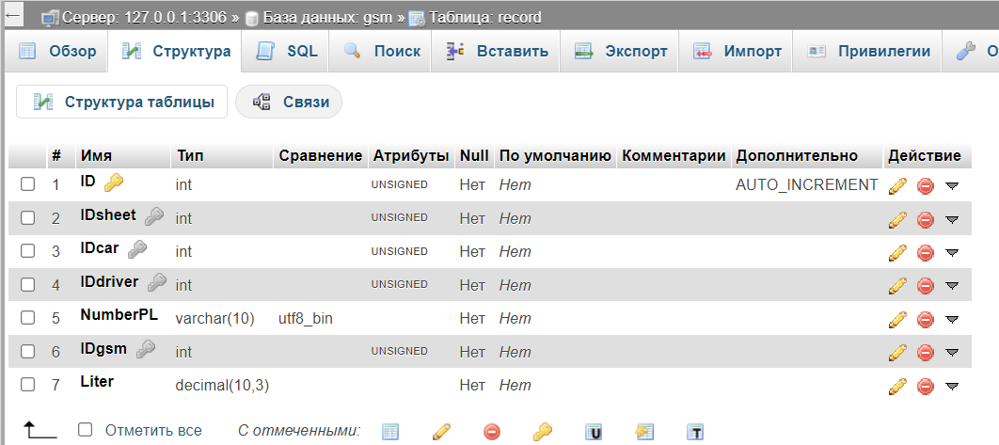 ← Сервер: 127.0.0.1:3306 » База данных: gsm » Таблица: record
Обзор Структура SQL Поиск Вставить Экспорт Импорт Привилегии О
Структура таблицы Связи
# Имя Тип Сравнение Атрибуты Null По умолчанию Комментарии Дополнительно Действие
1 ID int UNSIGNED Нет Нет AUTO_INCREMENT
2 IDsheet int UNSIGNED Нет Нет
3 IDcar int UNSIGNED Нет Нет
4 IDdriver int UNSIGNED Нет Нет
5 NumberPL varchar(10) utf8_bin Нет Нет
6 IDgsm int UNSIGNED Нет Нет
7 Liter decimal(10,3) Нет Нет
Отметить все С отмеченными: U T